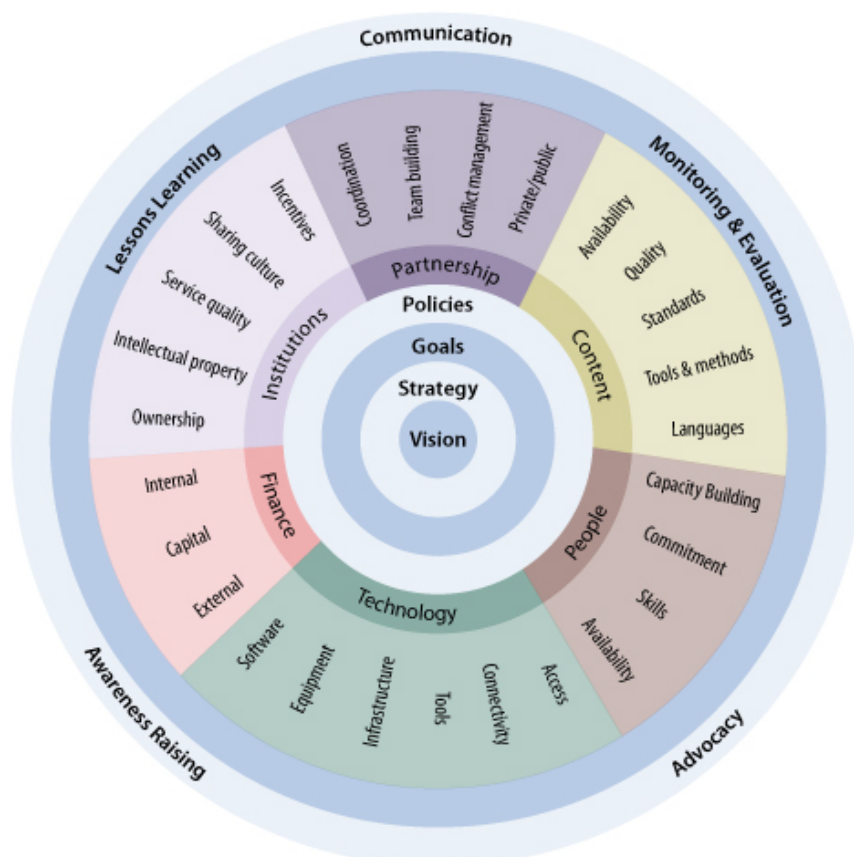 Communication
Monitoring & Evaluation
Advocacy
Awareness Raising
Lessons Learning
Partnership
Coordination
Team building
Conflict management
Private/public
Content
Availability
Quality
Standards
Tools & methods
Languages
People
Capacity Building
Commitment
Skills
Availability
Technology
Access
Connectivity
Tools
Infrastructure
Equipment
Software
Finance
External
Capital
Internal
Institutions
Ownership
Intellectual property
Service quality
Sharing culture
Incentives
Policies
Goals
Strategy
Vision